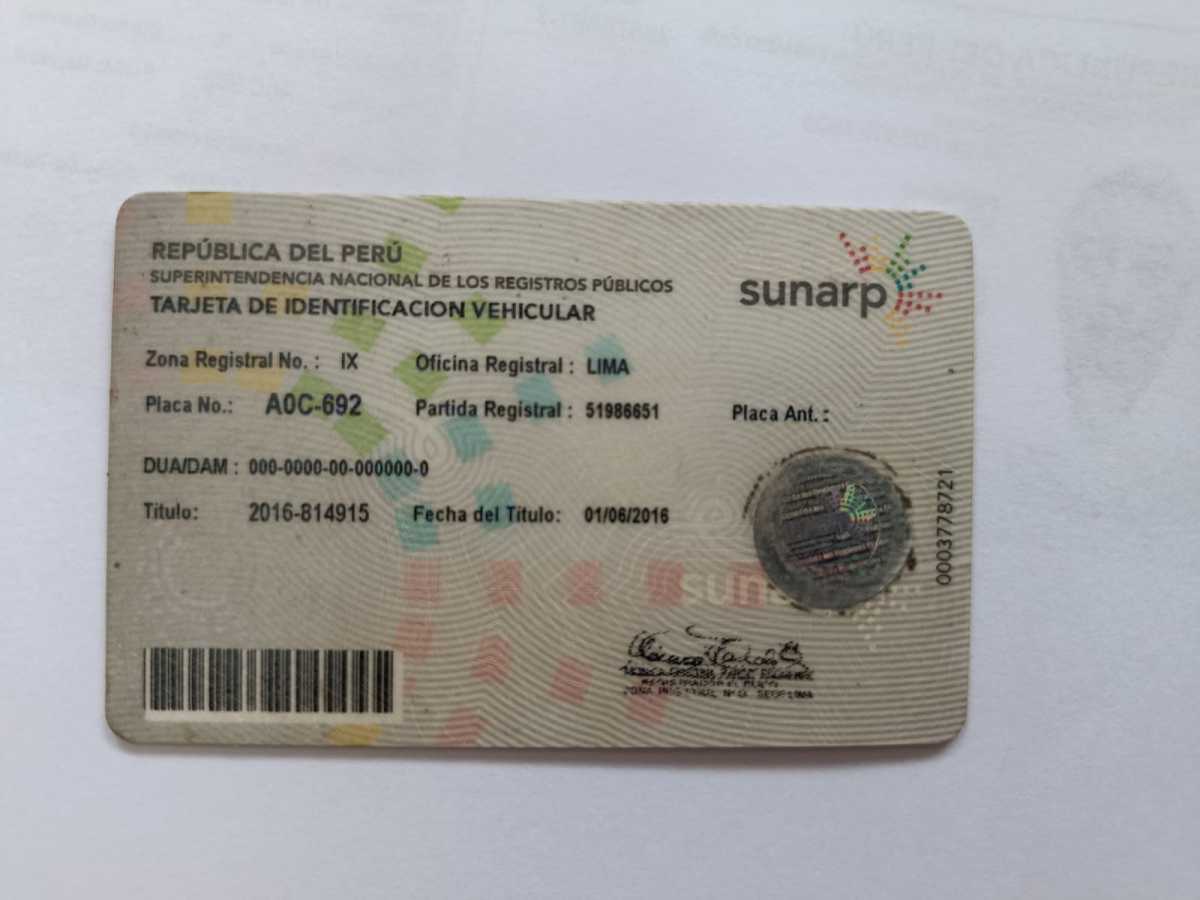 REPÚBLICA DEL PERÚ
SUPERINTENDENCIA NACIONAL DE LOS REGISTROS PÚBLICOS
TARJETA DE IDENTIFICACION VEHICULAR
sunarp
Zona Registral No. : IX Oficina Registral : LIMA
Placa No.: A0C-692 Partida Registral : 51986651 Placa Ant. :
DUA/DAM : 000-0000-00-000000-0
Titulo: 2016-814915 Fecha del Titulo: 01/06/2016
0003778721